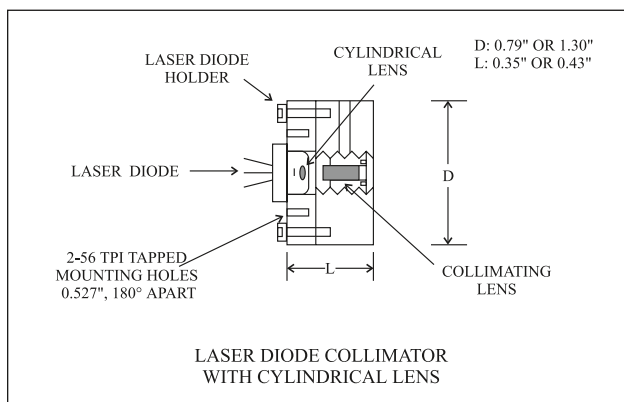 LASER DIODE
HOLDER
CYLINDRICAL
LENS
D: 0.79" OR 1.30"
L: 0.35" OR 0.43"
LASER DIODE
D
2-56 TPI TAPPED
MOUNTING HOLES
0.527", 180° APART
L
COLLIMATING
LENS
LASER DIODE COLLIMATOR
WITH CYLINDRICAL LENS